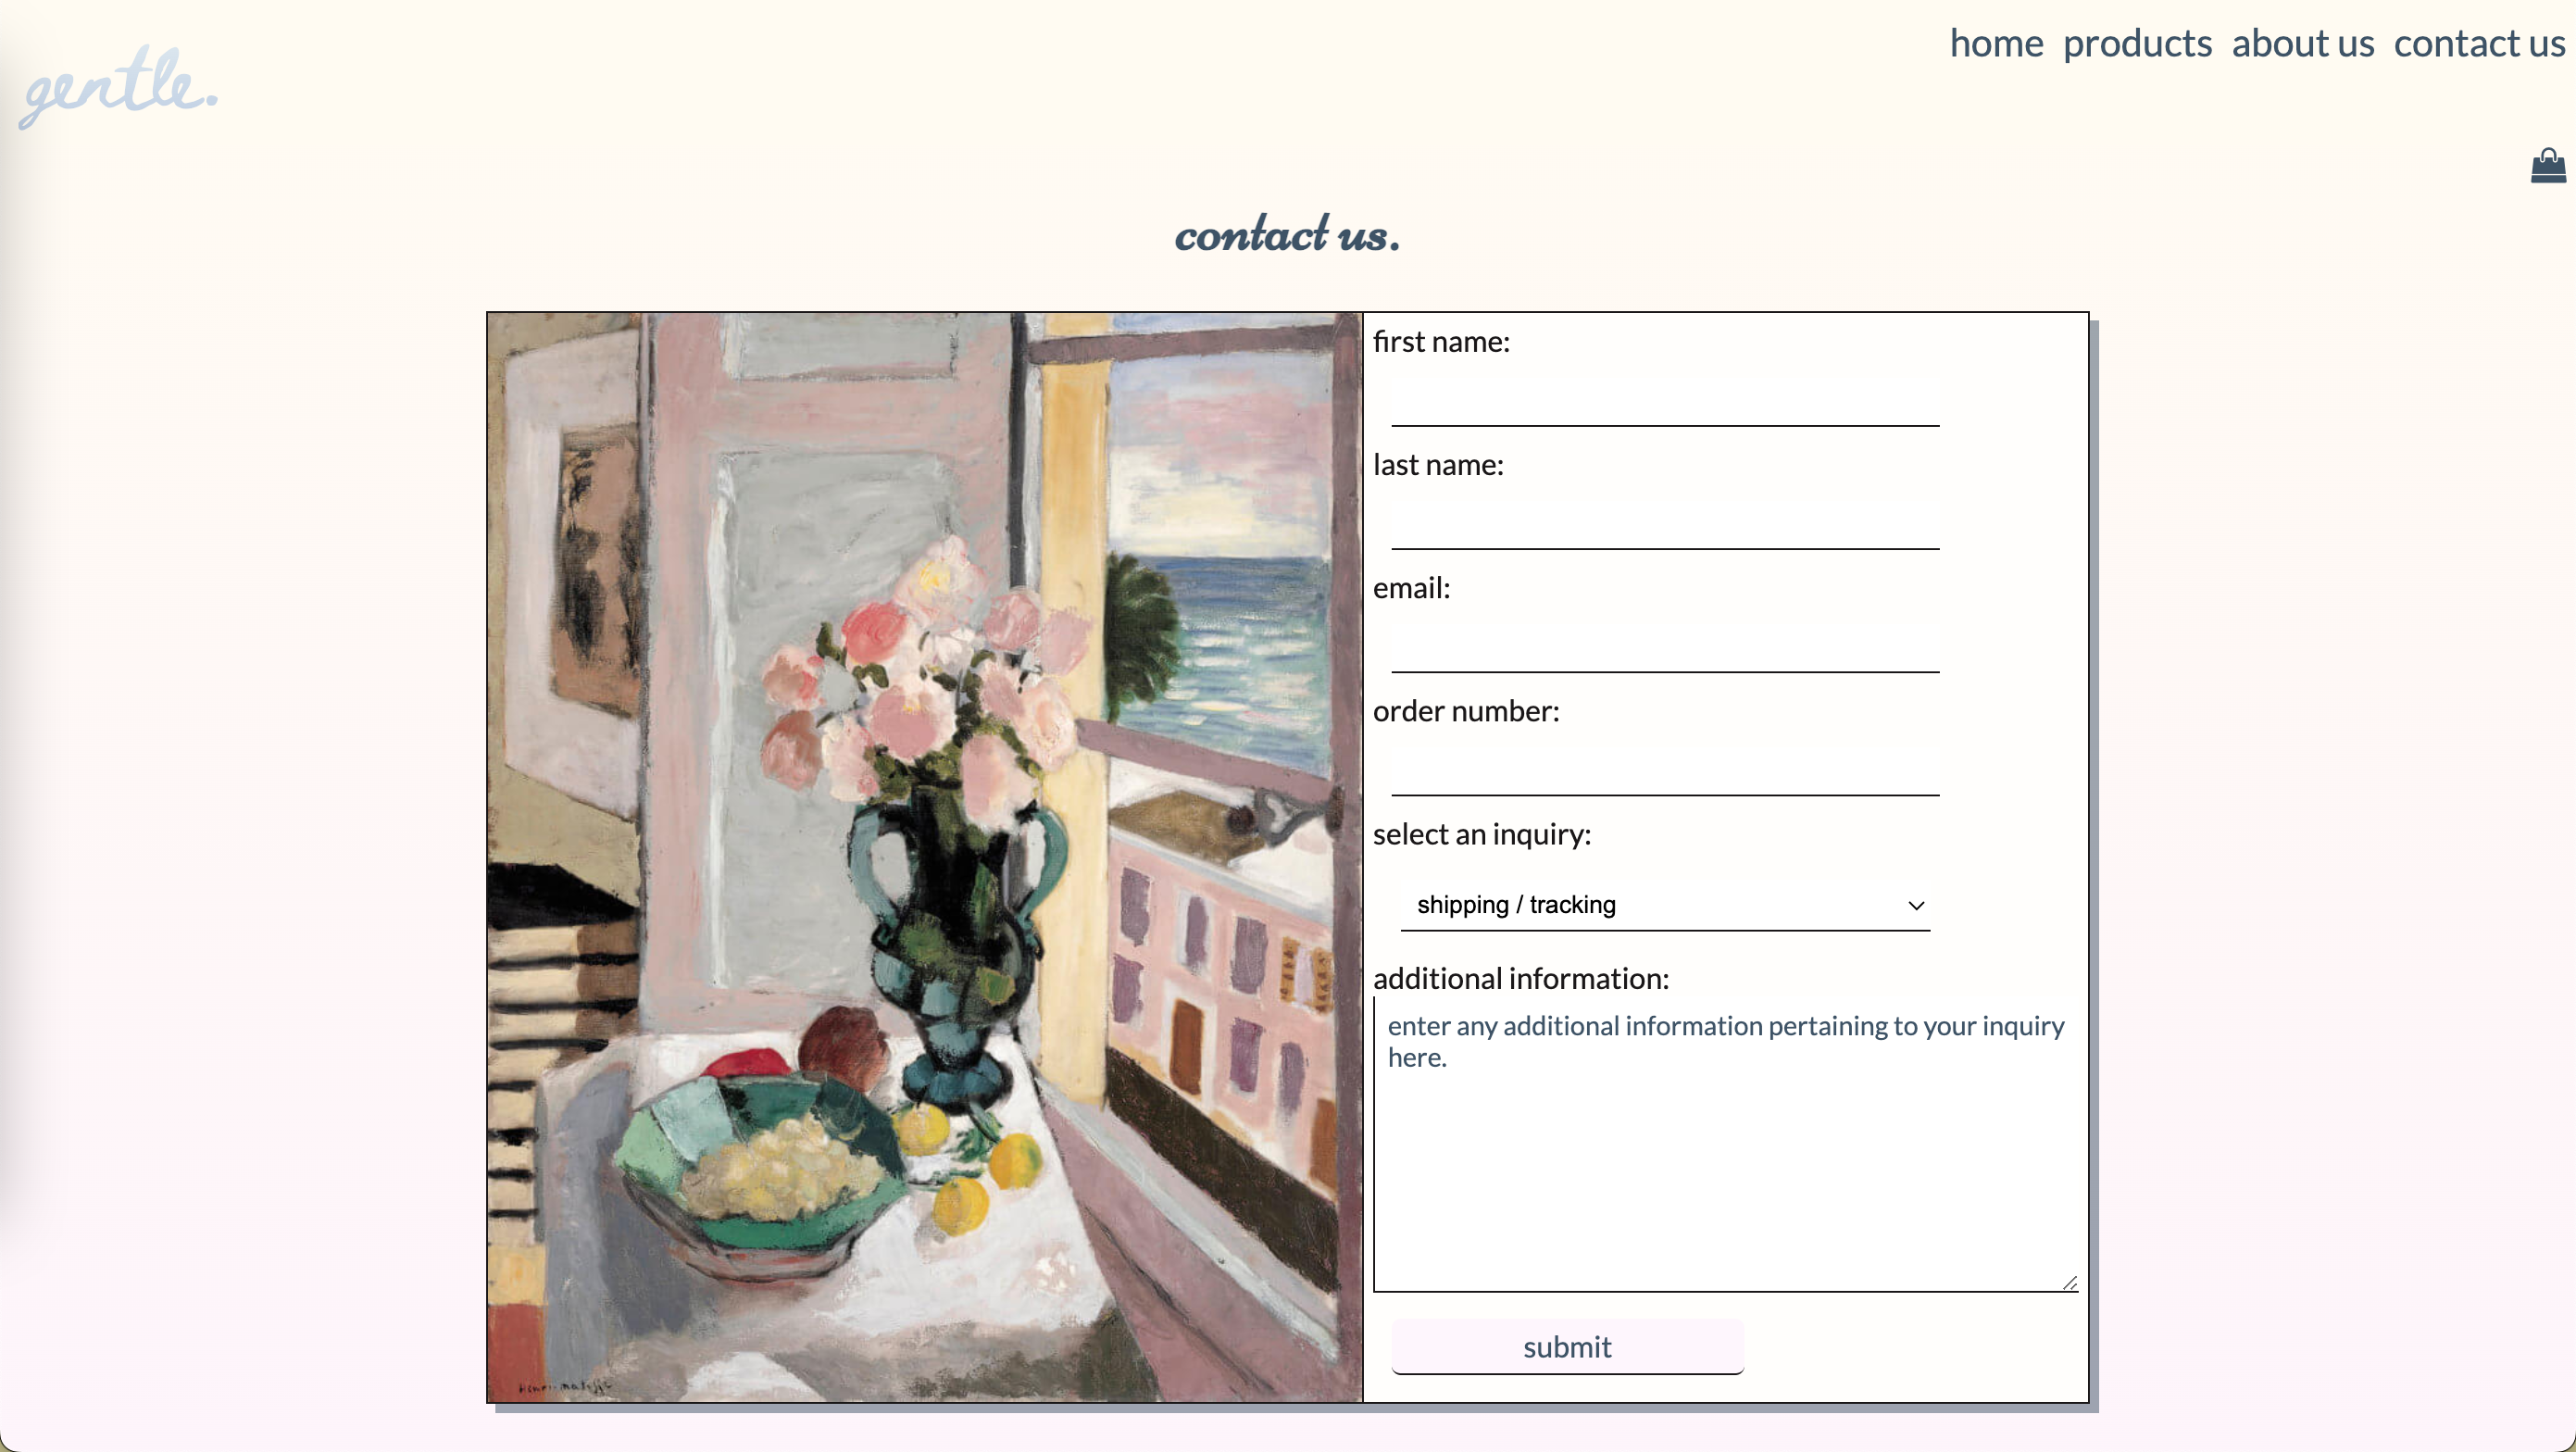 gentle.
home products about us contact us
contact us.
first name:
last name:
email:
order number:
select an inquiry:
shipping / tracking
additional information:
enter any additional information pertaining to your inquiry
here.
submit
Henri-matisse